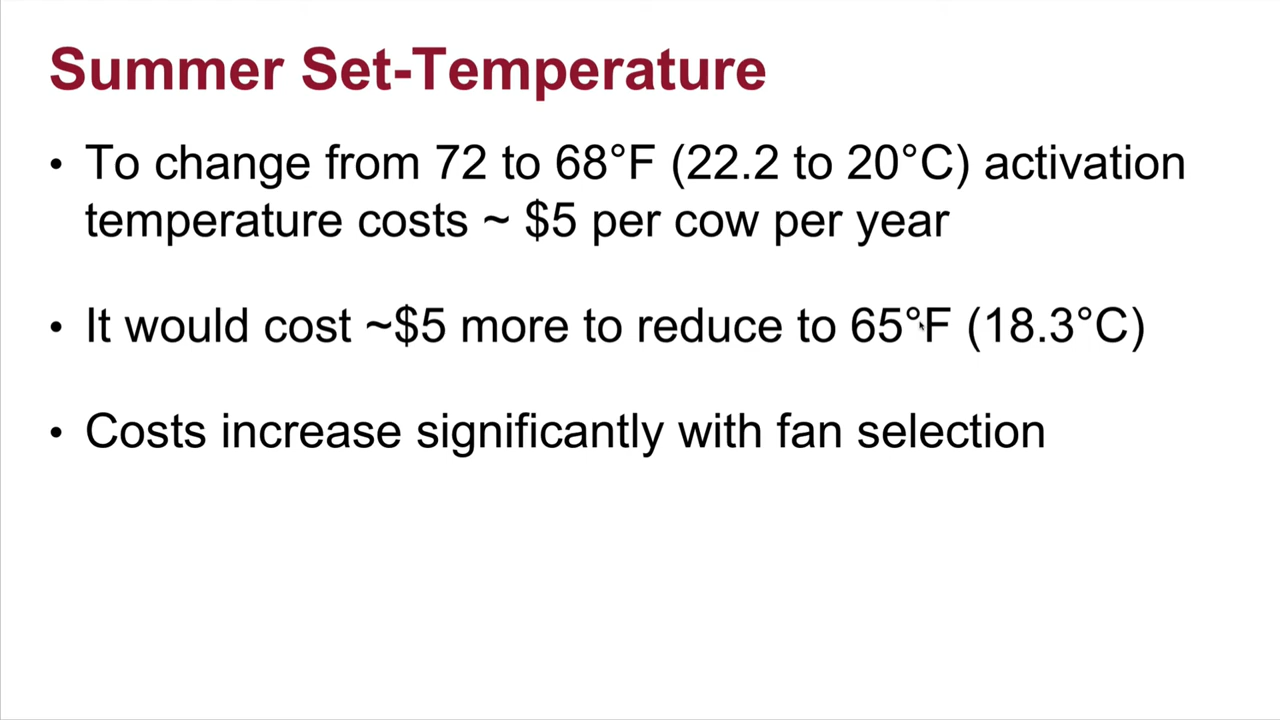 Summer Set-Temperature
• To change from 72 to 68°F (22.2 to 20°C) activation
temperature costs ~ $5 per cow per year
• It would cost ~$5 more to reduce to 65°F (18.3°C)
• Costs increase significantly with fan selection